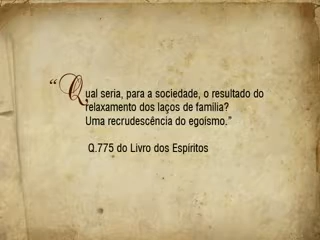 “Qual seria, para a sociedade, o resultado do
relaxamento dos laços de família?
Uma recrudescência do egoísmo.”
Q.775 do Livro dos Espíritos